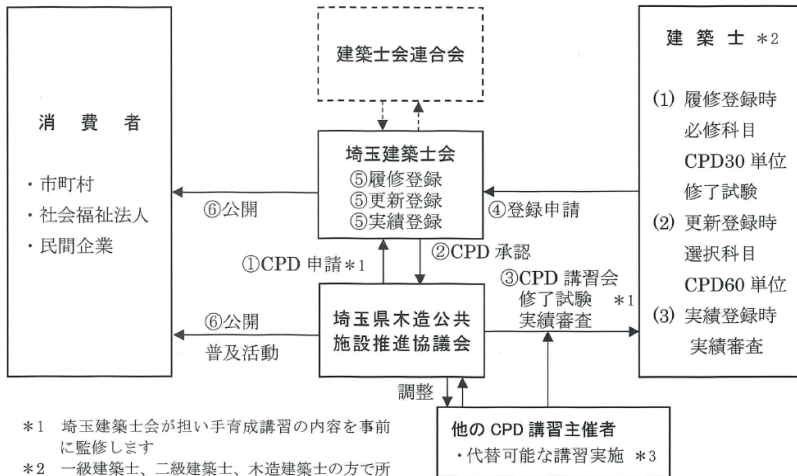 建築士会連合会
消費者
・市町村
・社会福祉法人
・民間企業
埼玉建築士会
⑤履修登録
⑤更新登録
⑤実績登録
⑥公開
④登録申請
①CPD 申請*1
②CPD 承認
埼玉県木造公共
施設推進協議会
⑥公開
普及活動
③CPD 講習会
修了試験 *1
実績審査
調整
他の CPD 講習主催者
・代替可能な講習実施 *3
建築士 *2
(1) 履修登録時
必修科目
CPD30 単位
修了試験
(2) 更新登録時
選択科目
CPD60 単位
(3) 実績登録時
実績審査
*1 埼玉建築士会が担い手育成講習の内容を事前
に監修します
*2 一級建築士、二級建築士、木造建築士の方で所